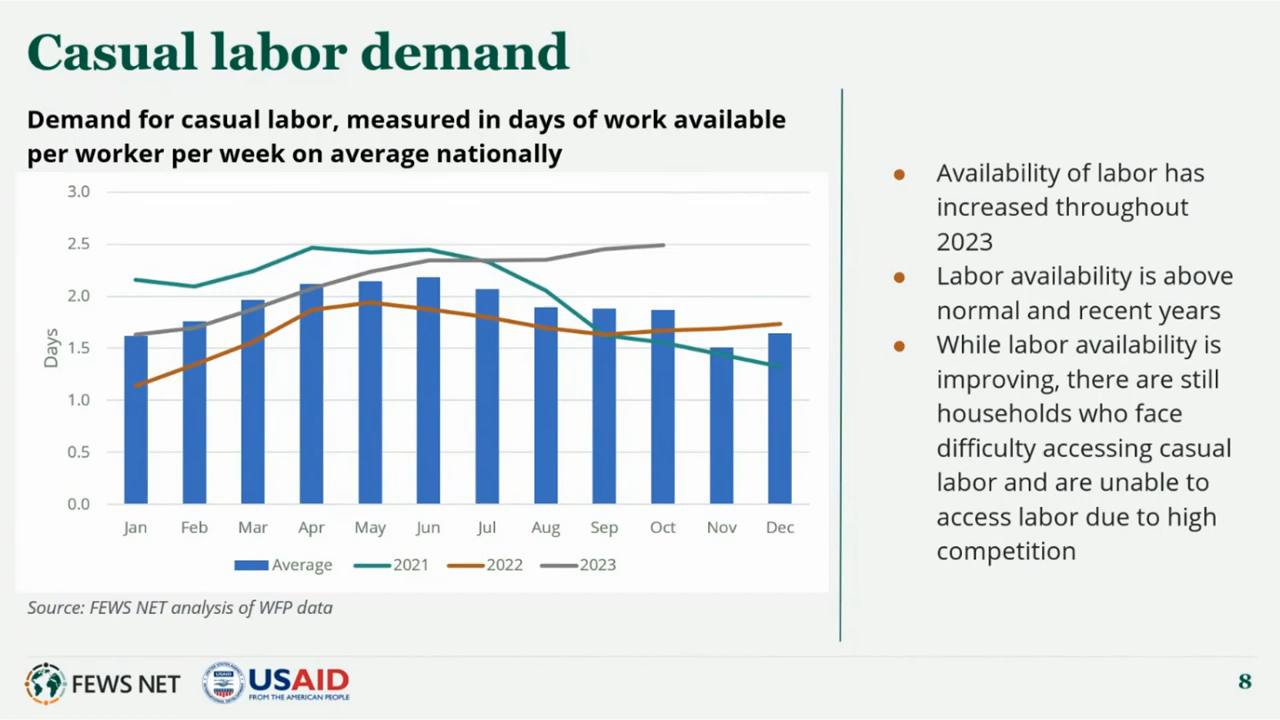 Casual labor demand
Demand for casual labor, measured in days of work available
per worker per week on average nationally
3.0
2.5
2.0
1.5
1.0
0.5
0.0
Days
Jan Feb Mar Apr May Jun Jul Aug Sep Oct Nov Dec
Average 2021 2022 2023
Source: FEWS NET analysis of WFP data
● Availability of labor has
increased throughout
2023
● Labor availability is above
normal and recent years
● While labor availability is
improving, there are still
households who face
difficulty accessing casual
labor and are unable to
access labor due to high
competition
FEWS NET
USAID
USAID
FROM THE AMERICAN PEOPLE
8